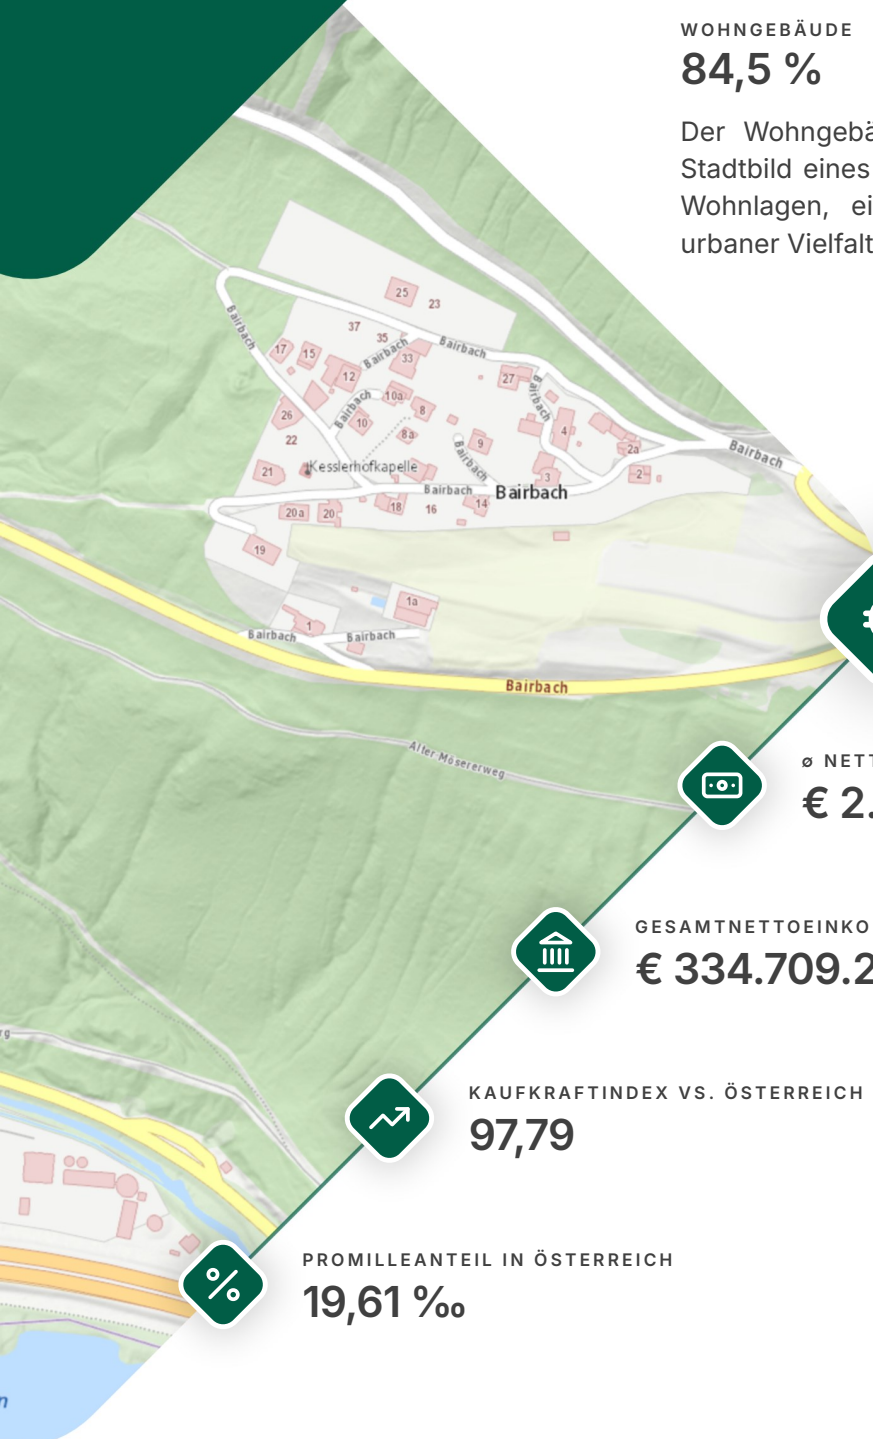 WOHNGEBÄUDE
84,5 %
Der Wohngebä
Stadtbild eines
Wohnlagen, ei
urbaner Vielfalt
25
23
37
35
Bairbach
Bairbach
Bairbach
17
15
33
12
27
Bairbach
10a
Bairbach
26
10
8
4
22
8a
9
2a
Bairbach
Bairbach
21
Kesslerhofkapelle
3
2
Bairbach
Bairbach
20a
20
18
16
14
19
1a
1
Bairbach
Bairbach
Bairbach
Alter Mösererweg
ø NETT
€ 2.
GESAMTNETTOEINKO
€ 334.709.2
KAUFKRAFTINDEX VS. ÖSTERREICH
97,79
PROMILLEANTEIL IN ÖSTERREICH
19,61 ‰
rg
n